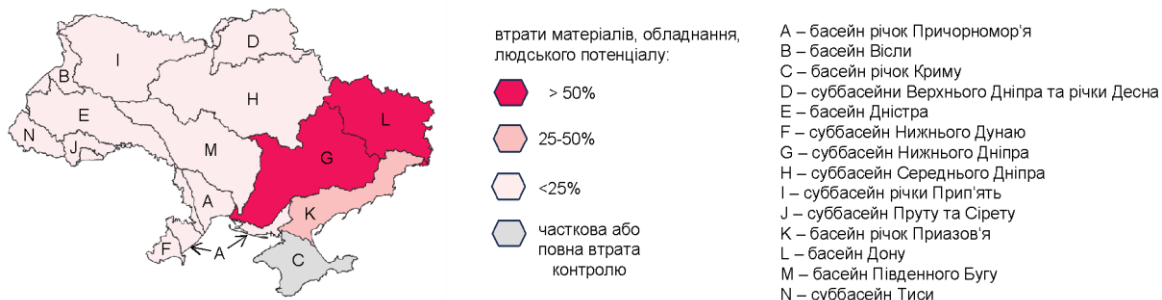 D
I
B
L
H
E
N
J
M
G
A
K
F
A
C
втрати матеріалів, обладнання,
людського потенціалу:
> 50%
25-50%
<25%
часткова або
повна втрата
контролю
A – басейн річок Причорномор'я
B – басейн Вісли
C – басейн річок Криму
D – суббасейни Верхнього Дніпра та річки Десна
E – басейн Дністра
F – суббасейн Нижнього Дунаю
G – суббасейн Нижнього Дніпра
H – суббасейн Середнього Дніпра
I – суббасейн річки Прип'ять
J – суббасейн Пруту та Сірету
K – басейн річок Приазов'я
L – басейн Дону
M – басейн Південного Бугу
N – суббасейн Тиси